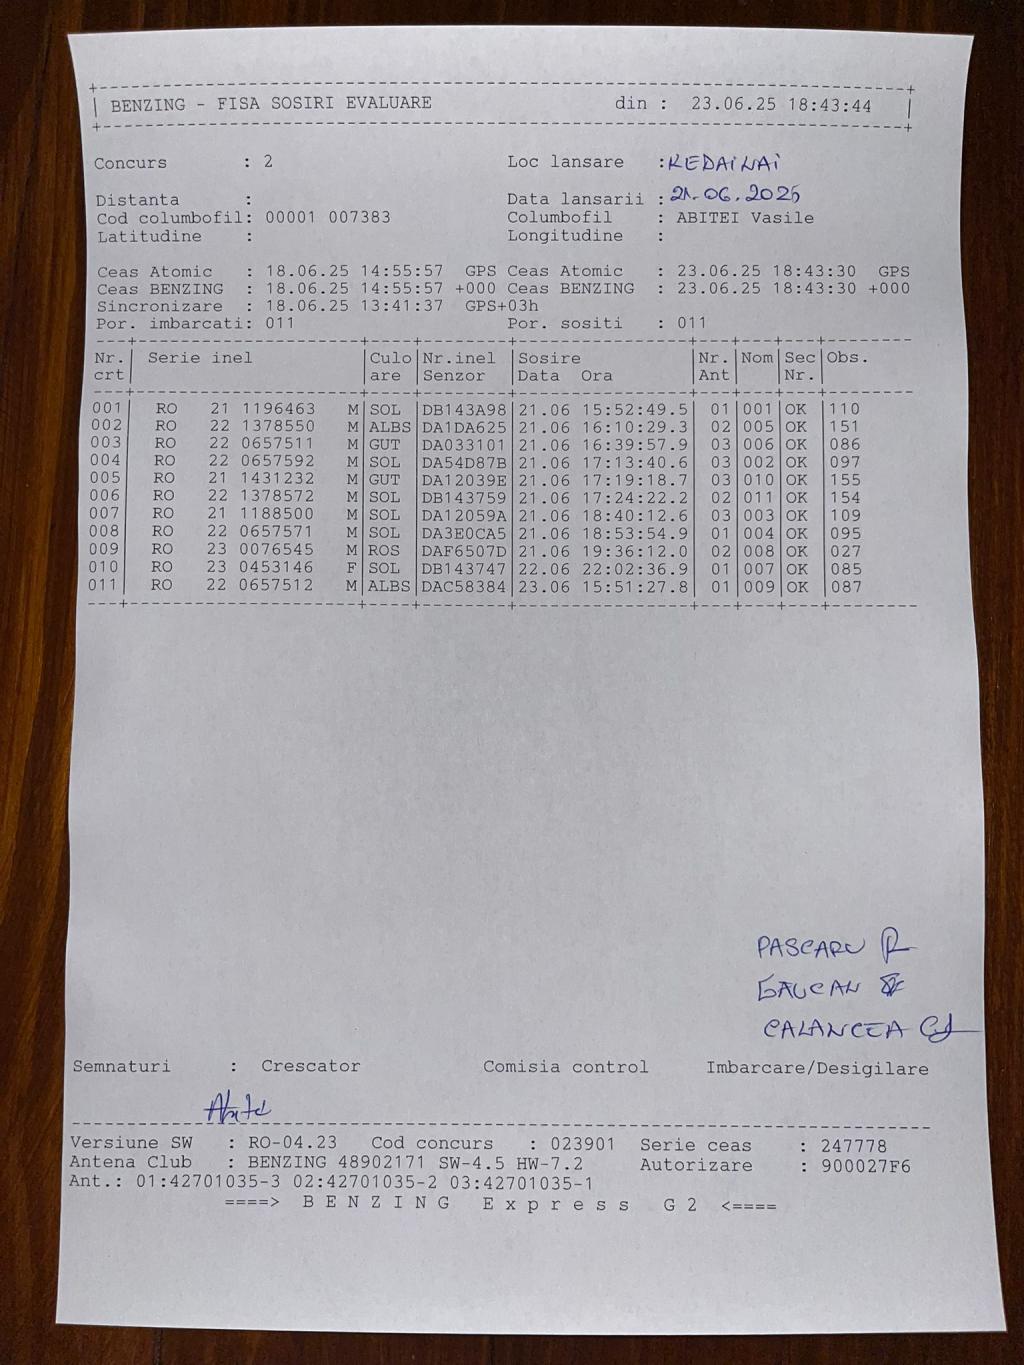 BENZING - FISA SOSIRI EVALUARE din : 23.06.25 18:43:44
Concurs : 2 Loc lansare : KEDAINAI
Distanta : Data lansarii : 21.06.2025
Cod columbofil: 00001 007383 Columbofil : ABITEI Vasile
Latitudine : Longitudine :
Ceas Atomic : 18.06.25 14:55:57 GPS Ceas Atomic : 23.06.25 18:43:30 GPS
Ceas BENZING : 18.06.25 14:55:57 +000 Ceas BENZING : 23.06.25 18:43:30 +000
Sincronizare : 18.06.25 13:41:37 GPS+03h
Por. imbarcati: 011 Por. sositi : 011
Nr. Serie inel Culo Nr.inel Sosire Nr. Nom Sec Obs.
crt are Senzor Data Ora Ant Nr.
001 RO 21 1196463 M SOL DB143A98 21.06 15:52:49.5 01 001 OK 110
002 RO 22 1378550 M ALBS DA1DA625 21.06 16:10:29.3 02 005 OK 151
003 RO 22 0657511 M GUT DA033101 21.06 16:39:57.9 03 006 OK 086
004 RO 22 0657592 M SOL DA54D87B 21.06 17:13:40.6 03 002 OK 097
005 RO 21 1431232 M GUT DA12039E 21.06 17:19:18.7 03 010 OK 155
006 RO 22 1378572 M SOL DB143759 21.06 17:24:22.2 02 011 OK 154
007 RO 21 1188500 M SOL DA12059A 21.06 18:40:12.6 03 003 OK 109
008 RO 22 0657571 M SOL DA3E0CA5 21.06 18:53:54.9 01 004 OK 095
009 RO 23 0076545 M ROS DAF6507D 21.06 19:36:12.0 02 008 OK 027
010 RO 23 0453146 F SOL DB143747 22.06 22:02:36.9 01 007 OK 085
011 RO 22 0657512 M ALBS DAC58384 23.06 15:51:27.8 01 009 OK 087
PASCARU
GAUCAN
CALANCEA
Semnaturi : Crescator Comisia control Imbarcare/Desigilare
Versiune SW : RO-04.23 Cod concurs : 023901 Serie ceas : 247778
Antena Club : BENZING 48902171 SW-4.5 HW-7.2 Autorizare : 900027F6
Ant.: 01:42701035-3 02:42701035-2 03:42701035-1
====> B E N Z I N G E x p r e s s G 2 <====